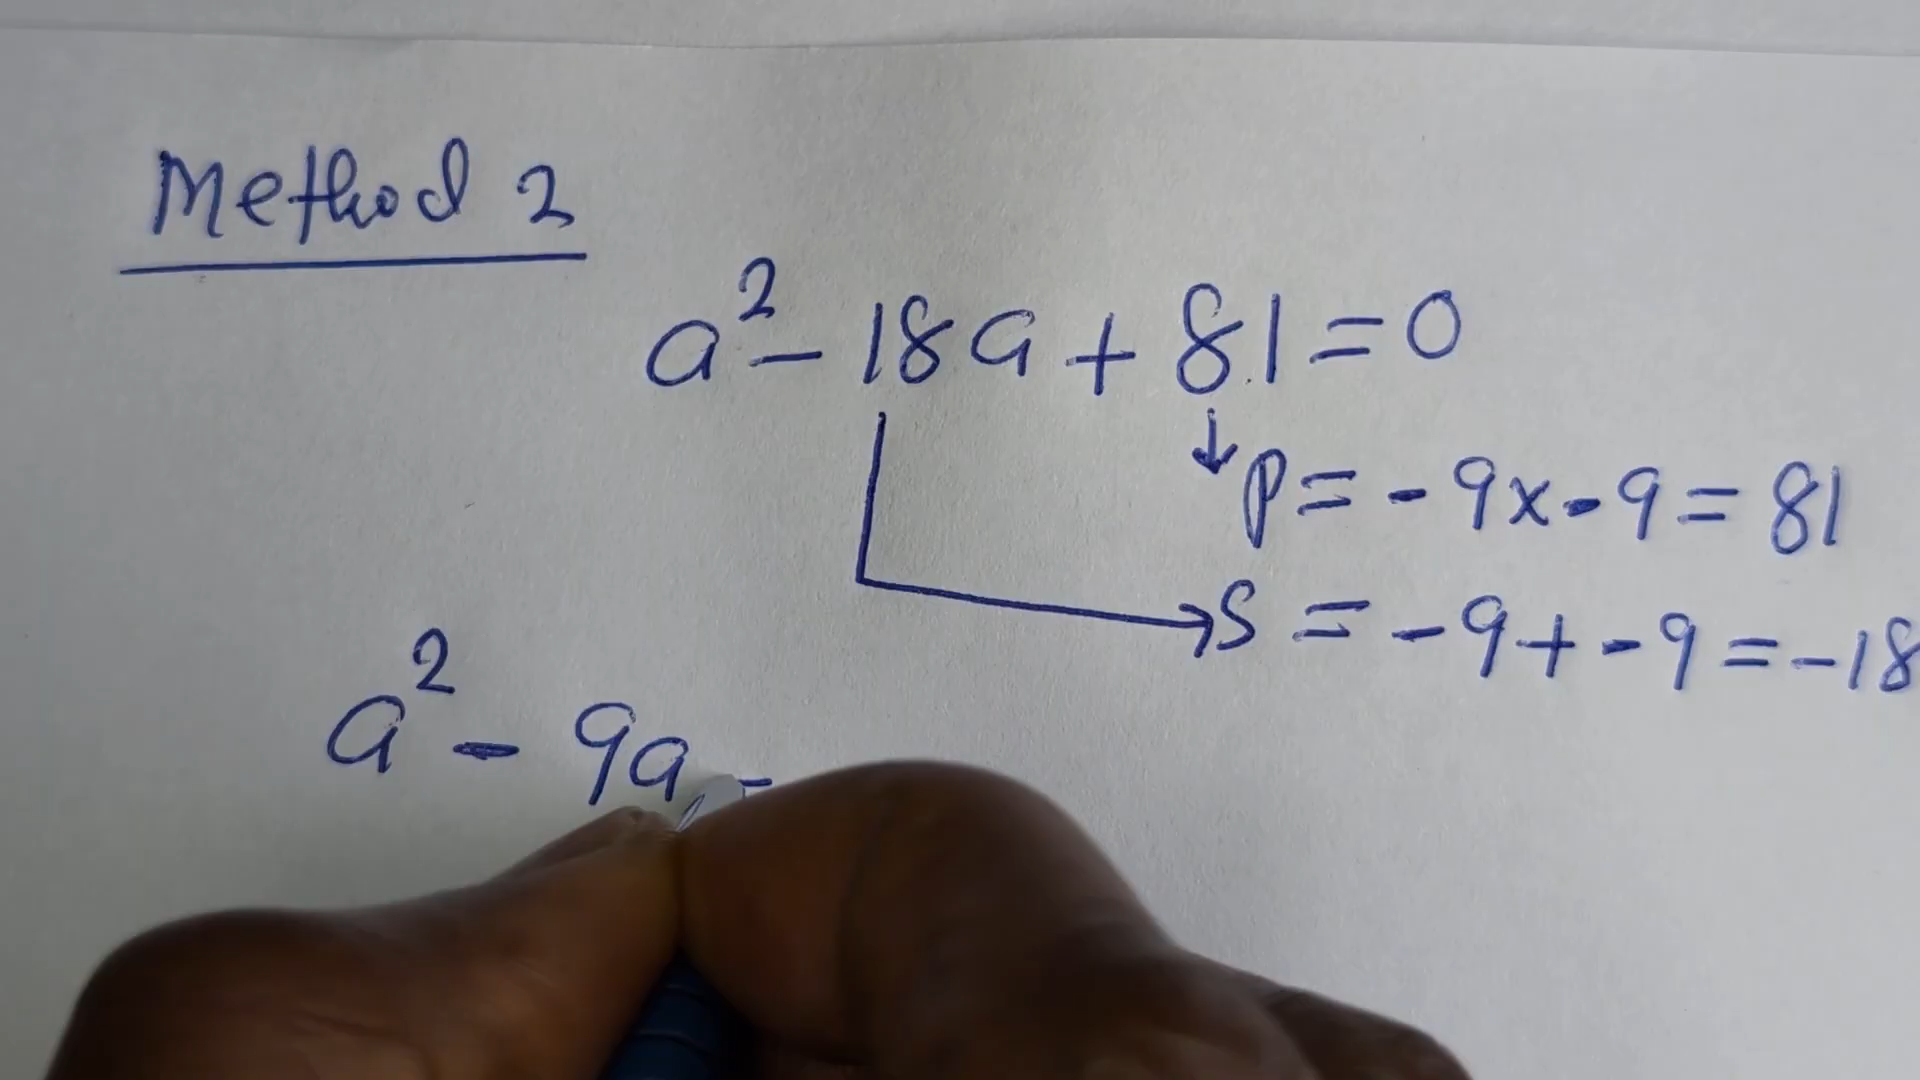 Method 2
a² - 18a + 81 = 0
P = - 9 x - 9 = 81
S = - 9 + - 9 = - 18
a² - 9a -